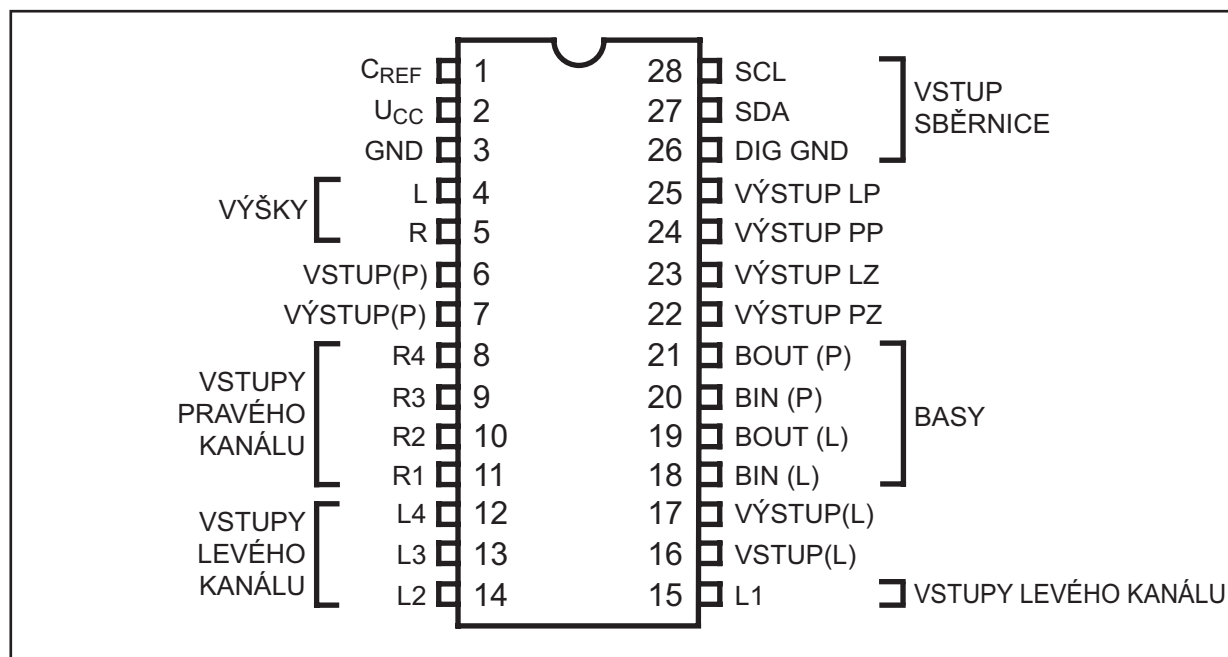 C_REF 1 28 SCL
U_CC 2 27 SDA
GND 3 26 DIG GND
VSTUP
SBĚRNICE
VÝŠKY
L 4 25 VÝSTUP LP
R 5 24 VÝSTUP PP
VSTUP(P) 6 23 VÝSTUP LZ
VÝSTUP(P) 7 22 VÝSTUP PZ
VSTUPY
PRAVÉHO
KANÁLU
R4 8 21 BOUT (P)
R3 9 20 BIN (P)
R2 10 19 BOUT (L)
R1 11 18 BIN (L)
BASY
VSTUPY
LEVÉHO
KANÁLU
L4 12 17 VÝSTUP(L)
L3 13 16 VSTUP(L)
L2 14 15 L1
VSTUPY LEVÉHO KANÁLU